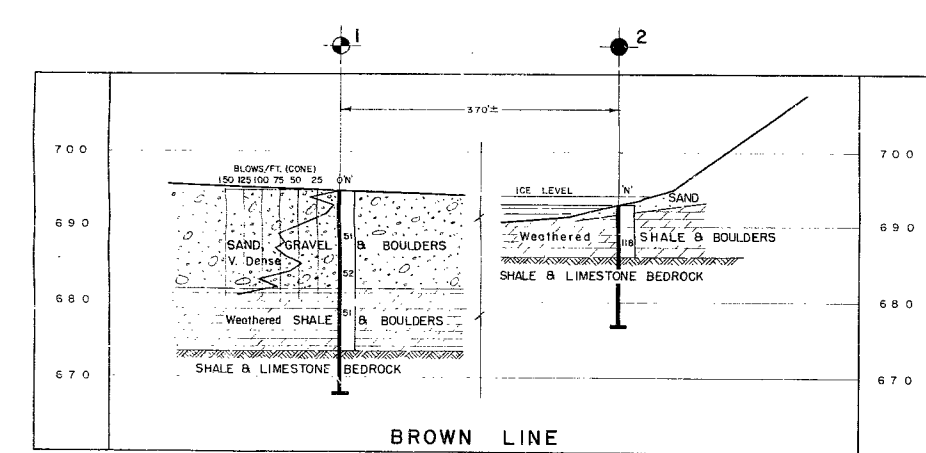 1 2
370'±
700 700
BLOWS/FT. (CONE)
150 125 100 75 50 25 0 'N'
ICE LEVEL 'N'
SAND
690 690
51
SAND, GRAVEL & BOULDERS
V. Dense
Weathered SHALE & BOULDERS
118
52
SHALE & LIMESTONE BEDROCK
680 680
51
Weathered SHALE & BOULDERS
SHALE & LIMESTONE BEDROCK
670 670
BROWN LINE